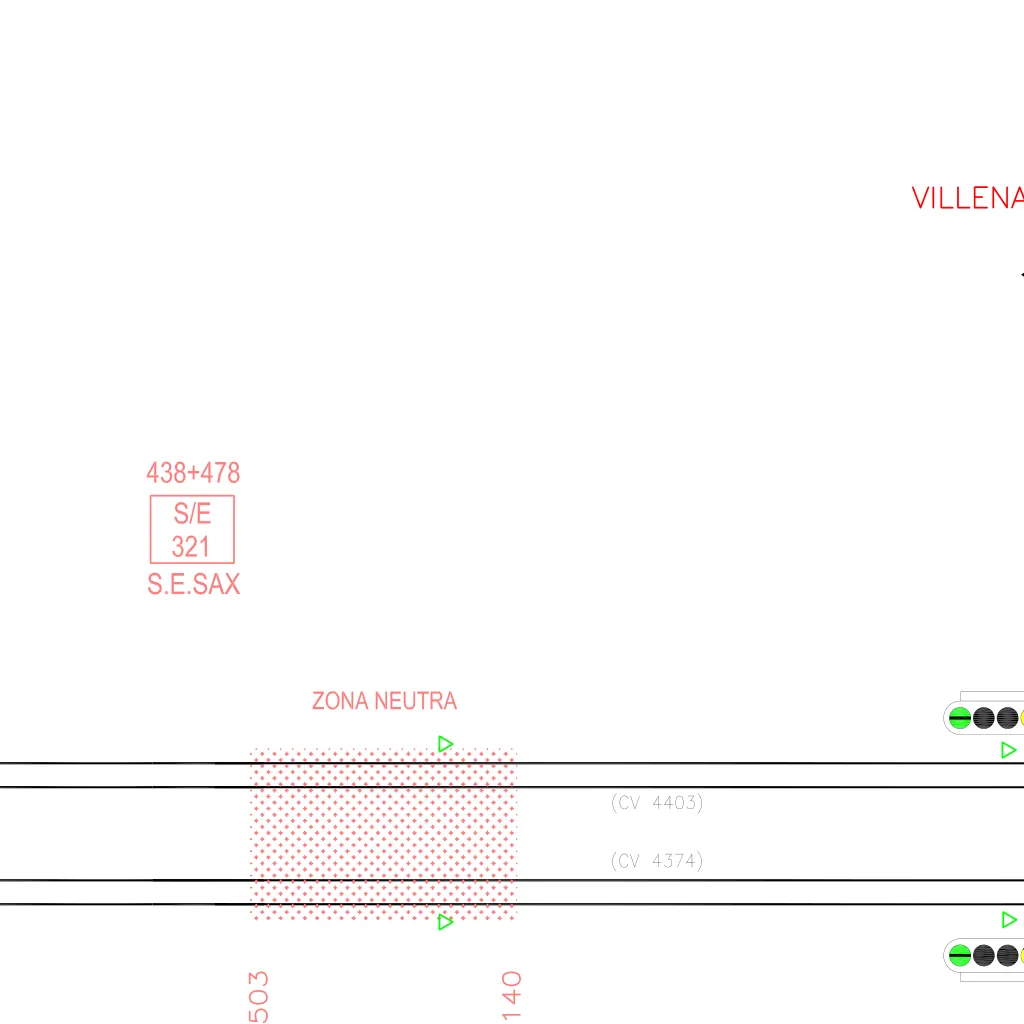 VILLENA
438+478
S/E
321
S.E.SAX
ZONA NEUTRA
(CV 4403)
(CV 4374)
503
140